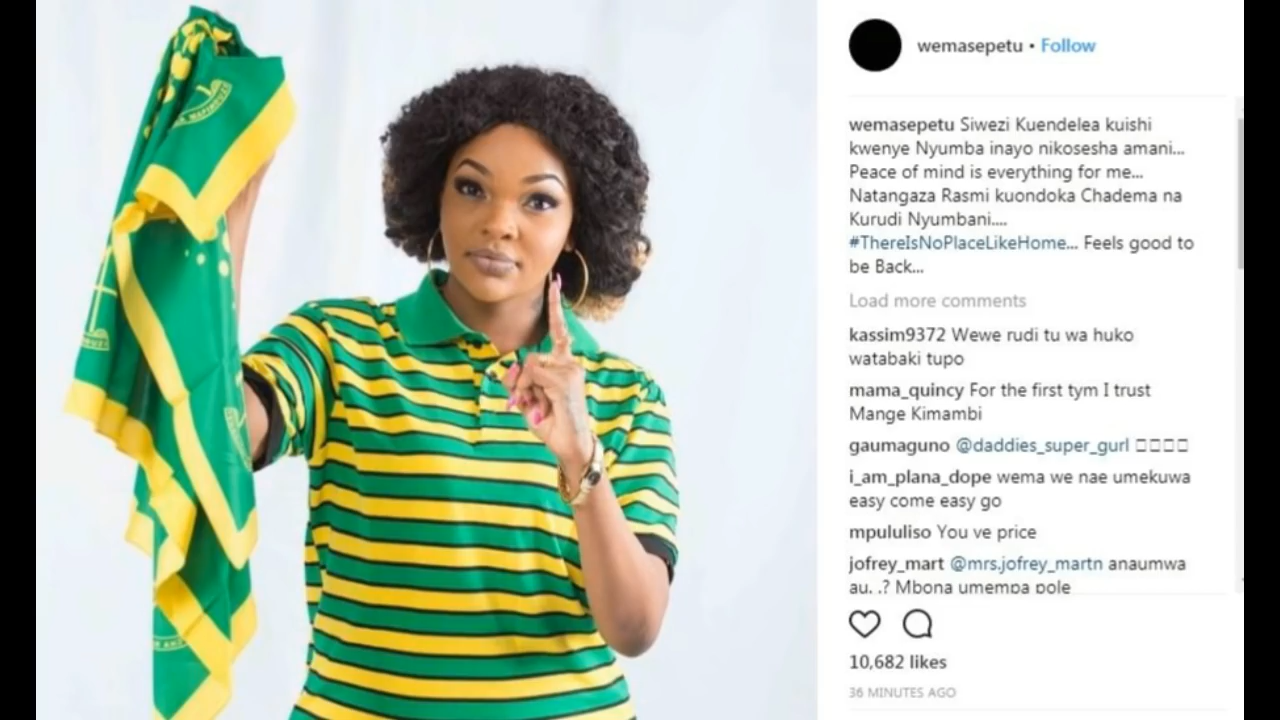 wemasepetu • Follow
wemasepetu Siwezi Kuendelea kuishi
kwenye Nyumba inayo nikosesha amani...
Peace of mind is everything for me...
Natangaza Rasmi kuondoka Chadema na
Kurudi Nyumbani....
#ThereIsNoPlaceLikeHome... Feels good to
be Back...
Load more comments
kassim9372 Wewe rudi tu wa huko
watabaki tupo
mama_quincy For the first tym I trust
Mange Kimambi
gaumaguno @daddies_super_gurl □□□□
i_am_plana_dope wema we nae umekuwa
easy come easy go
mpululiso You ve price
jofrey_mart @mrs.jofrey_martn anaumwa
au. .? Mbona umempa pole
10,682 likes
36 MINUTES AGO